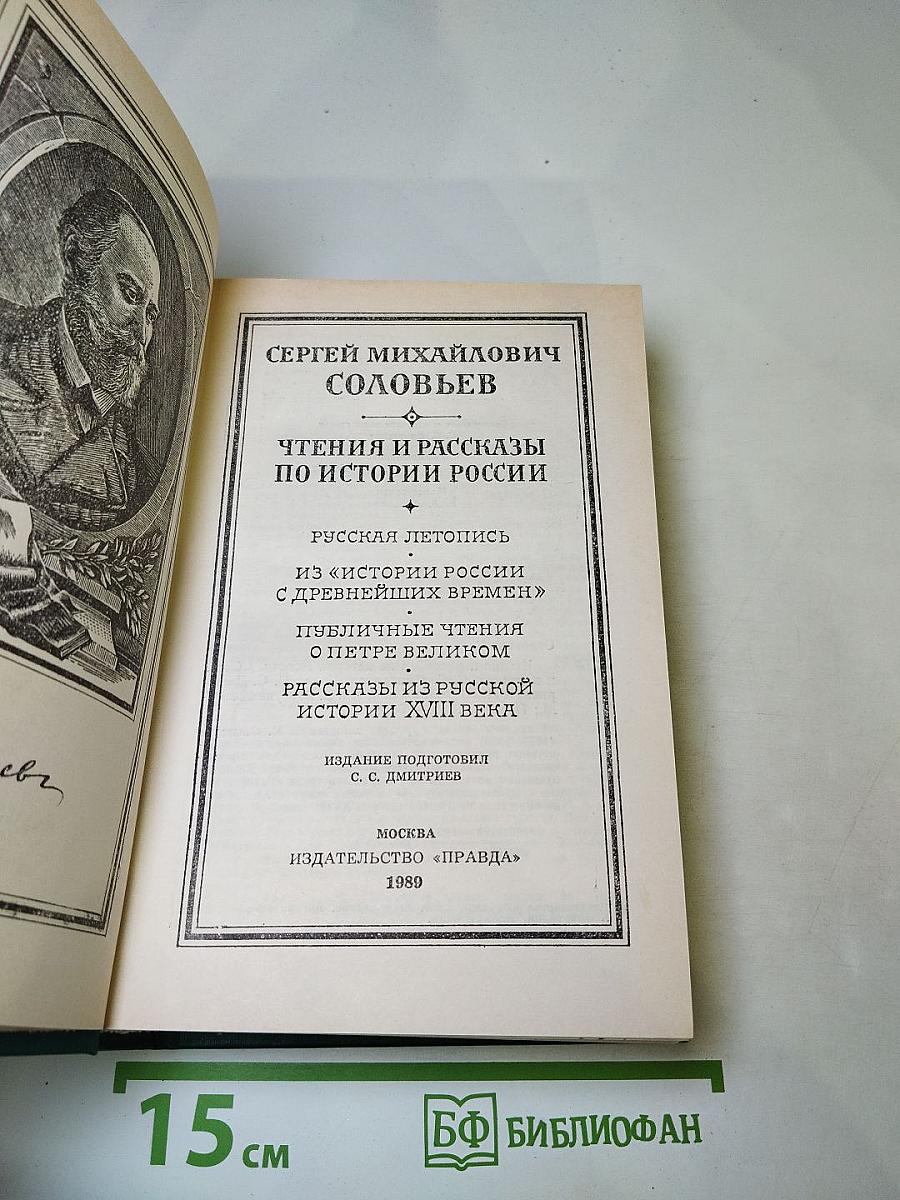 СЕРГЕЙ МИХАЙЛОВИЧ
СОЛОВЬЕВ
ЧТЕНИЯ И РАССКАЗЫ
ПО ИСТОРИИ РОССИИ
РУССКАЯ ЛЕТОПИСЬ
ИЗ «ИСТОРИИ РОССИИ
С ДРЕВНЕЙШИХ ВРЕМЕН»
ПУБЛИЧНЫЕ ЧТЕНИЯ
О ПЕТРЕ ВЕЛИКОМ
РАССКАЗЫ ИЗ РУССКОЙ
ИСТОРИИ XVIII ВЕКА
ИЗДАНИЕ ПОДГОТОВИЛ
С. С. ДМИТРИЕВ
МОСКВА
ИЗДАТЕЛЬСТВО «ПРАВДА»
1989
15 см
БФ БИБЛИОФАН